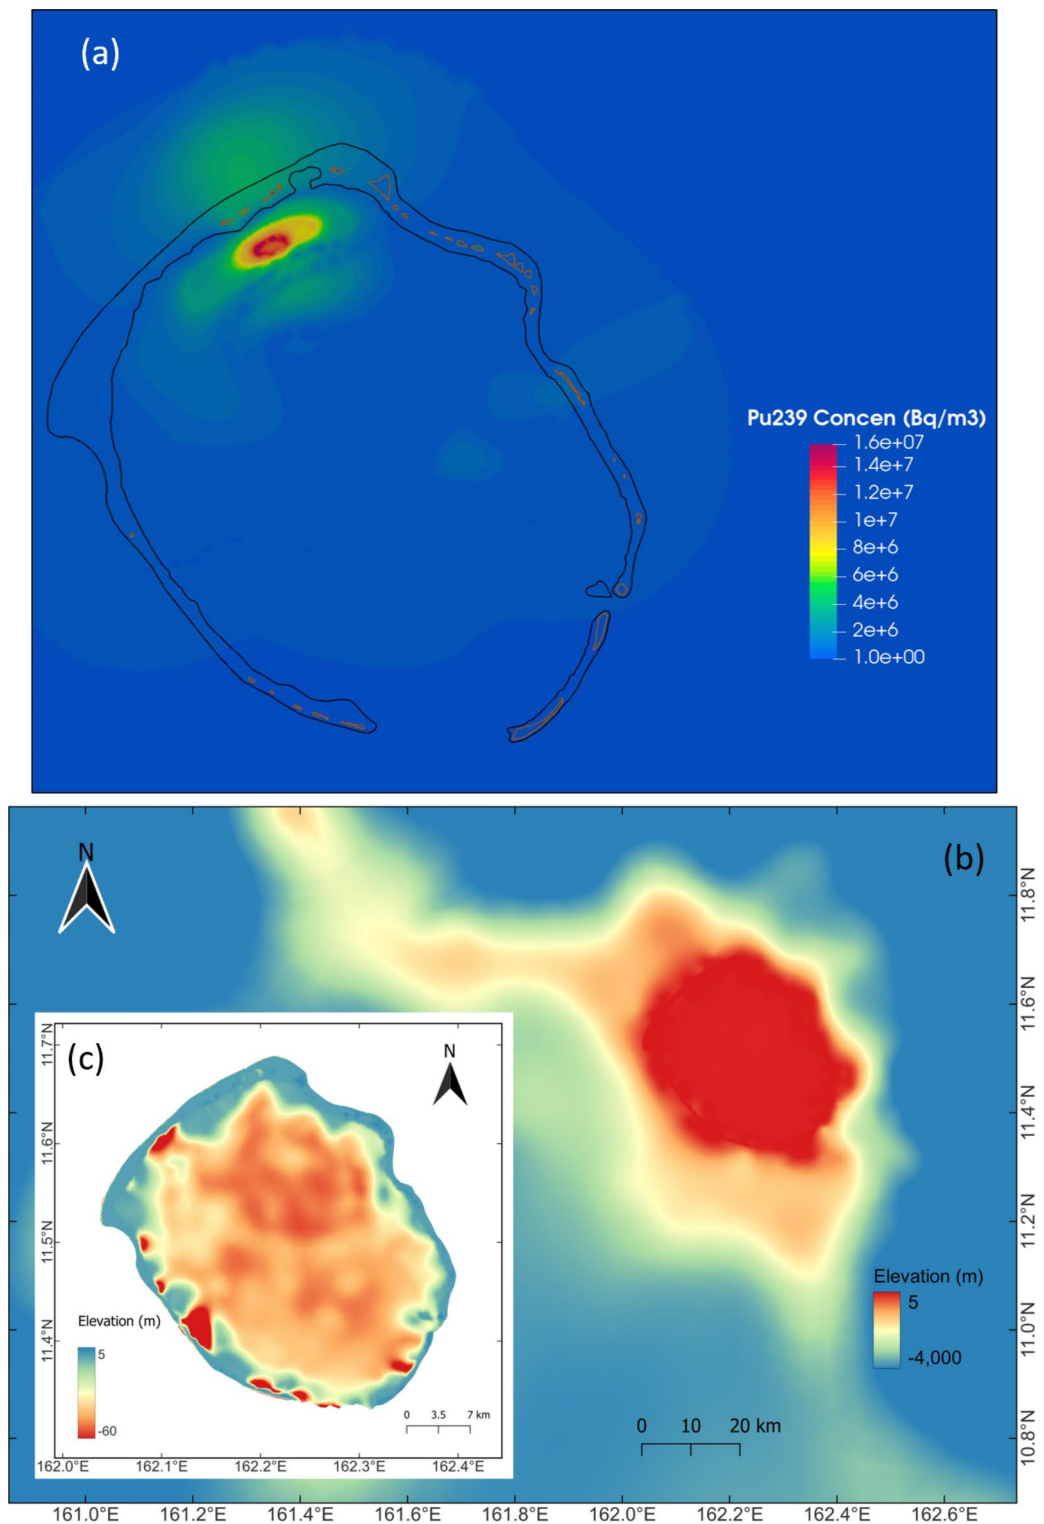 (a)
Pu239 Concen (Bq/m3)
1.6e+07
1.4e+7
1.2e+7
1e+7
8e+6
6e+6
4e+6
2e+6
1.0e+00
N
(b)
11.8°N
11.6°N
11.4°N
11.2°N
11.0°N
10.8°N
(c)
N
11.7°N
11.6°N
11.5°N
11.4°N
Elevation (m)
5
-60
0 3.5 7 km
162.0°E 162.1°E 162.2°E 162.3°E 162.4°E
Elevation (m)
5
-4,000
0 10 20 km
161.0°E 161.2°E 161.4°E 161.6°E 161.8°E 162.0°E 162.2°E 162.4°E 162.6°E